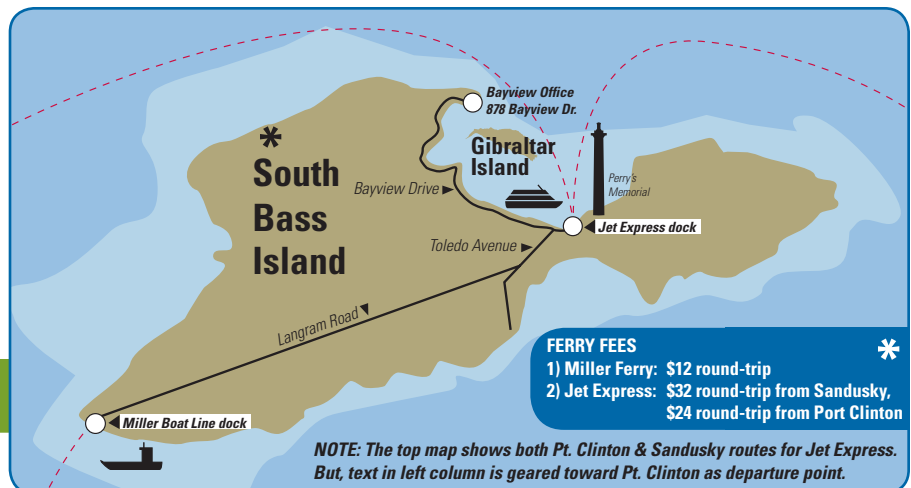 Bayview Office
878 Bayview Dr.
Gibraltar
Island
*
South
Bass
Island
Bayview Drive
Perry's
Memorial
Jet Express dock
Toledo Avenue
Langram Road
Miller Boat Line dock
FERRY FEES *
1) Miller Ferry: $12 round-trip
2) Jet Express: $32 round-trip from Sandusky,
$24 round-trip from Port Clinton
NOTE: The top map shows both Pt. Clinton & Sandusky routes for Jet Express.
But, text in left column is geared toward Pt. Clinton as departure point.